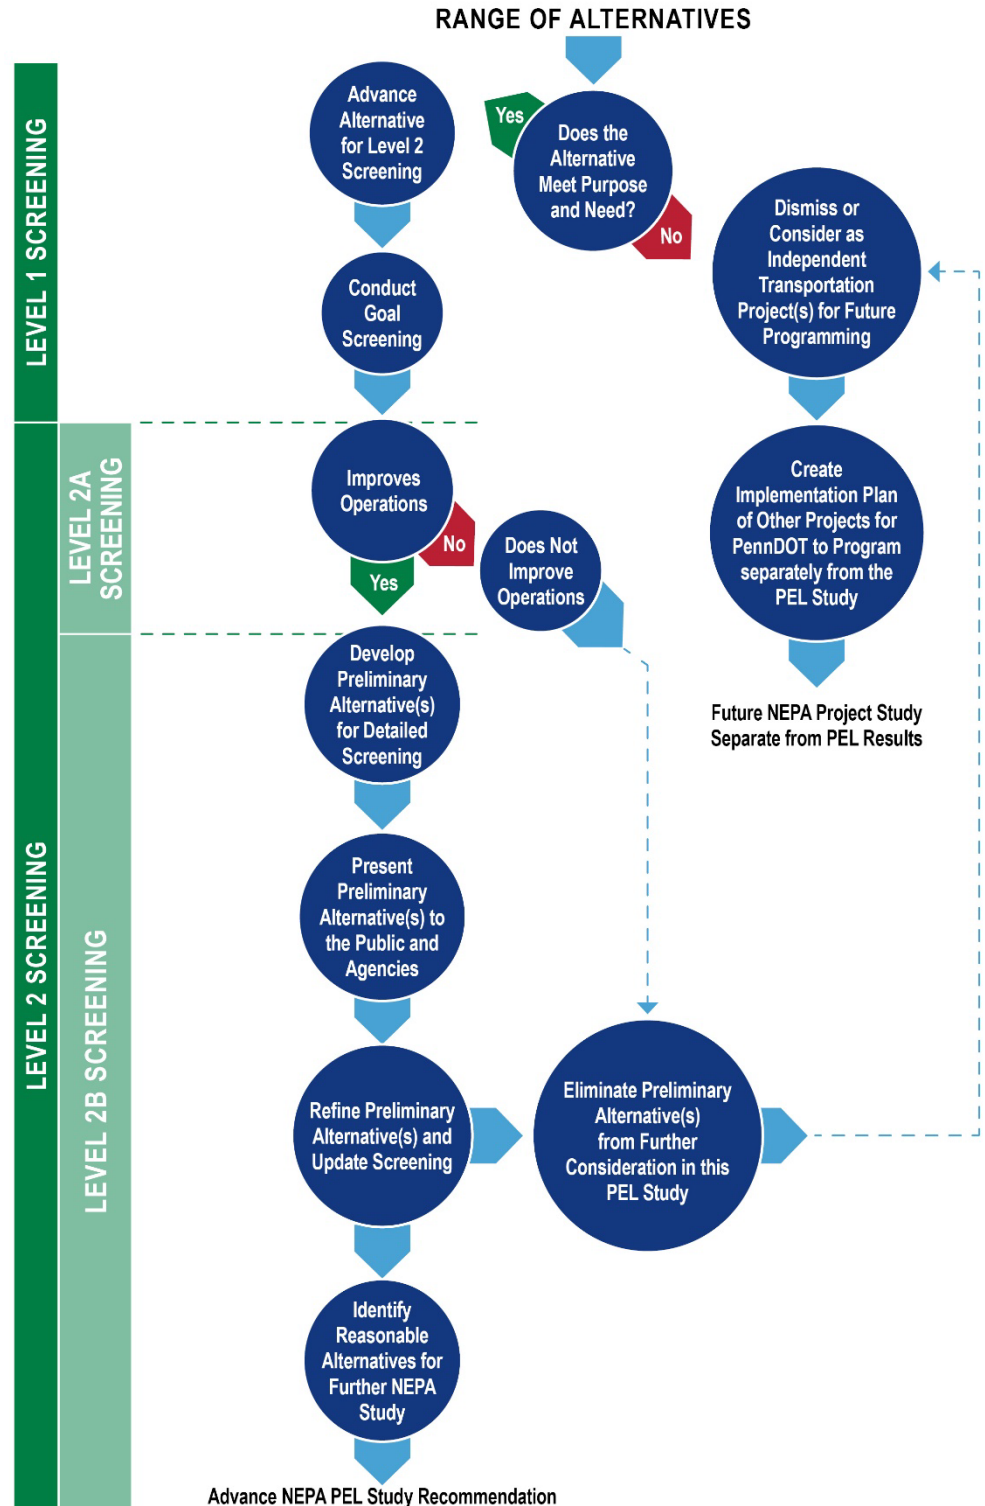 RANGE OF ALTERNATIVES
LEVEL 1 SCREENING
Does the
Alternative
Meet Purpose
and Need?
Yes
No
Advance
Alternative
for Level 2
Screening
Conduct
Goal
Screening
Dismiss or
Consider as
Independent
Transportation
Project(s) for Future
Programming
Create
Implementation Plan
of Other Projects for
PennDOT to Program
separately from the
PEL Study
Future NEPA Project Study
Separate from PEL Results
LEVEL 2 SCREENING
LEVEL 2A
SCREENING
Improves
Operations
No
Yes
Does Not
Improve
Operations
LEVEL 2B SCREENING
Develop
Preliminary
Alternative(s)
for Detailed
Screening
Present
Preliminary
Alternative(s) to
the Public and
Agencies
Refine Preliminary
Alternative(s) and
Update Screening
Eliminate Preliminary
Alternative(s)
from Further
Consideration in this
PEL Study
Identify
Reasonable
Alternatives for
Further NEPA
Study
Advance NEPA PEL Study Recommendation